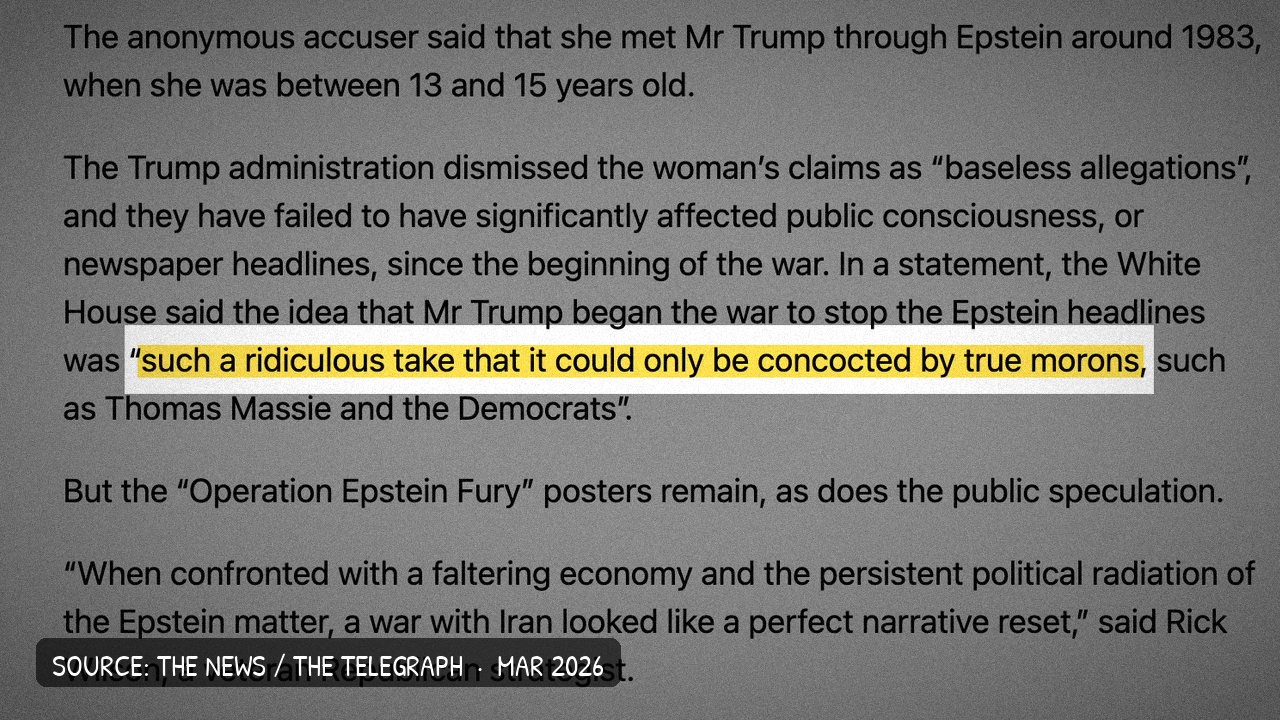 The anonymous accuser said that she met Mr Trump through Epstein around 1983,
when she was between 13 and 15 years old.
The Trump administration dismissed the woman’s claims as “baseless allegations”,
and they have failed to have significantly affected public consciousness, or
newspaper headlines, since the beginning of the war. In a statement, the White
House said the idea that Mr Trump began the war to stop the Epstein headlines
was “such a ridiculous take that it could only be concocted by true morons, such
as Thomas Massie and the Democrats”.
But the “Operation Epstein Fury” posters remain, as does the public speculation.
“When confronted with a faltering economy and the persistent political radiation of
the Epstein matter, a war with Iran looked like a perfect narrative reset,” said Rick
Wilson, a veteran Republican strategist.
SOURCE: THE NEWS / THE TELEGRAPH · MAR 2026